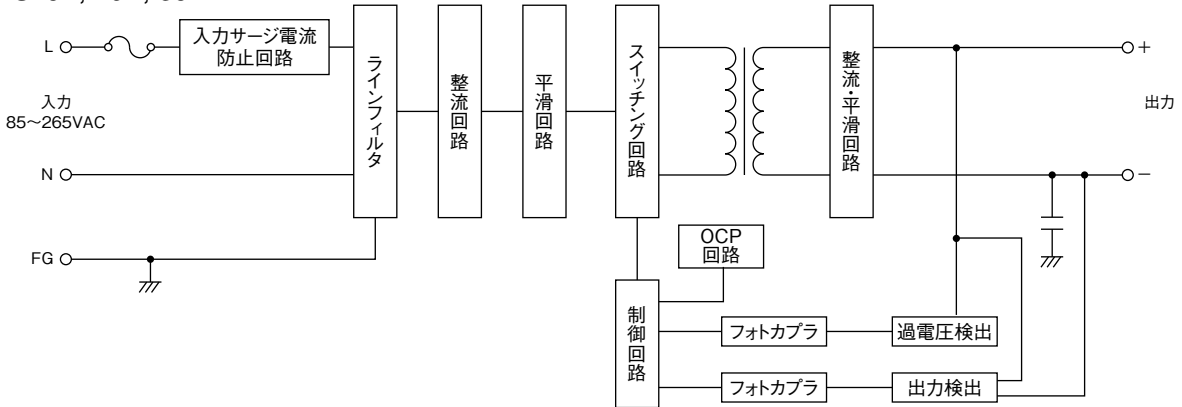 L
入力サージ電流
防止回路
入力
85〜265VAC
N
FG
ラインフィルタ
整流回路
平滑回路
スイッチング回路
整流・平滑回路
+
出力
−
OCP
回路
制御回路
フォトカプラ
過電圧検出
フォトカプラ
出力検出